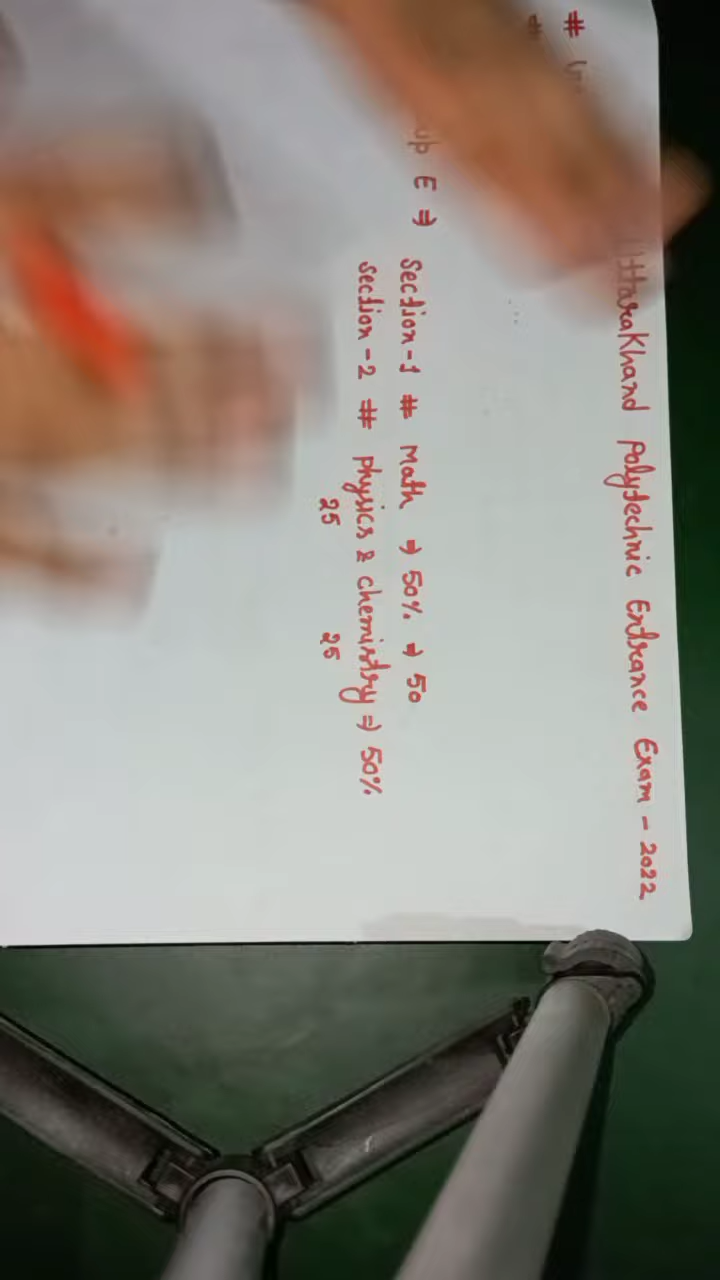 Uttarakhand Polytechnic Entrance Exam - 2022
#
#
E ⇒ Section-1 # Math → 50% → 50
Section-2 # Physics & Chemistry ⇒ 50%
25 25